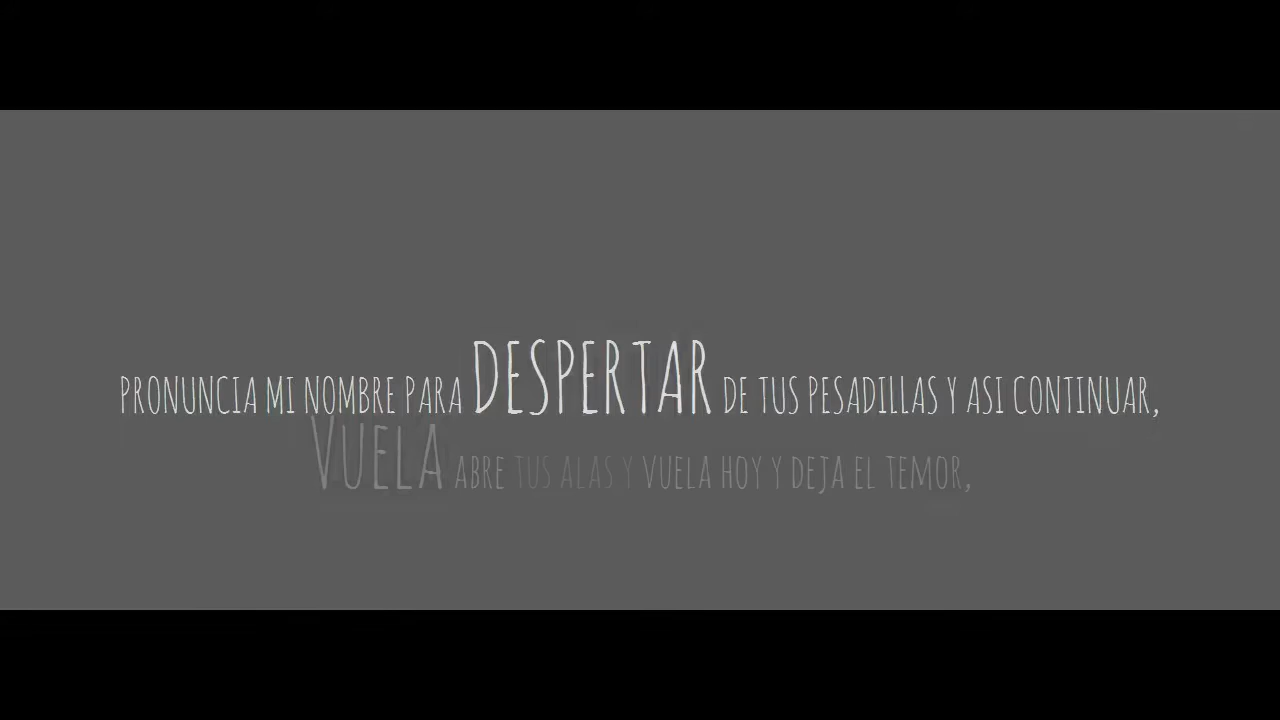 PRONUNCIA MI NOMBRE PARA DESPERTAR DE TUS PESADILLAS Y ASI CONTINUAR,
VUELA ABRE TUS ALAS Y VUELA HOY Y DEJA EL TEMOR,